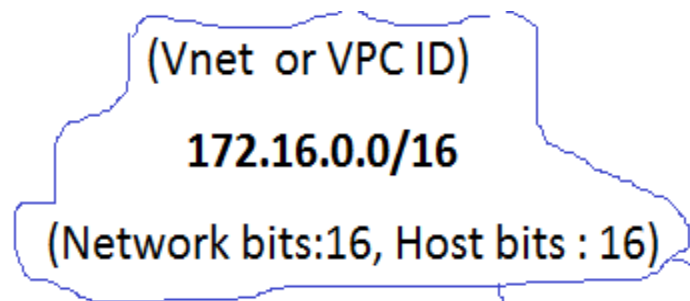 (Vnet or VPC ID)
172.16.0.0/16
(Network bits:16, Host bits : 16)